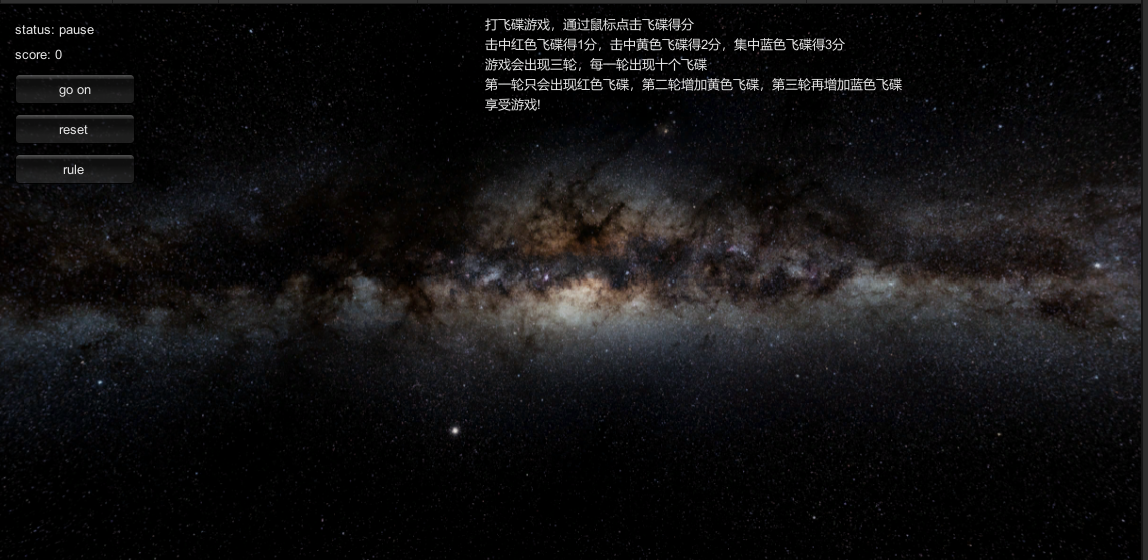 status: pause
score: 0
go on
reset
rule
打飞碟游戏，通过鼠标点击飞碟得分
击中红色飞碟得1分，击中黄色飞碟得2分，集中蓝色飞碟得3分
游戏会出现三轮，每一轮出现十个飞碟
第一轮只会出现红色飞碟，第二轮增加黄色飞碟，第三轮再增加蓝色飞碟
享受游戏!